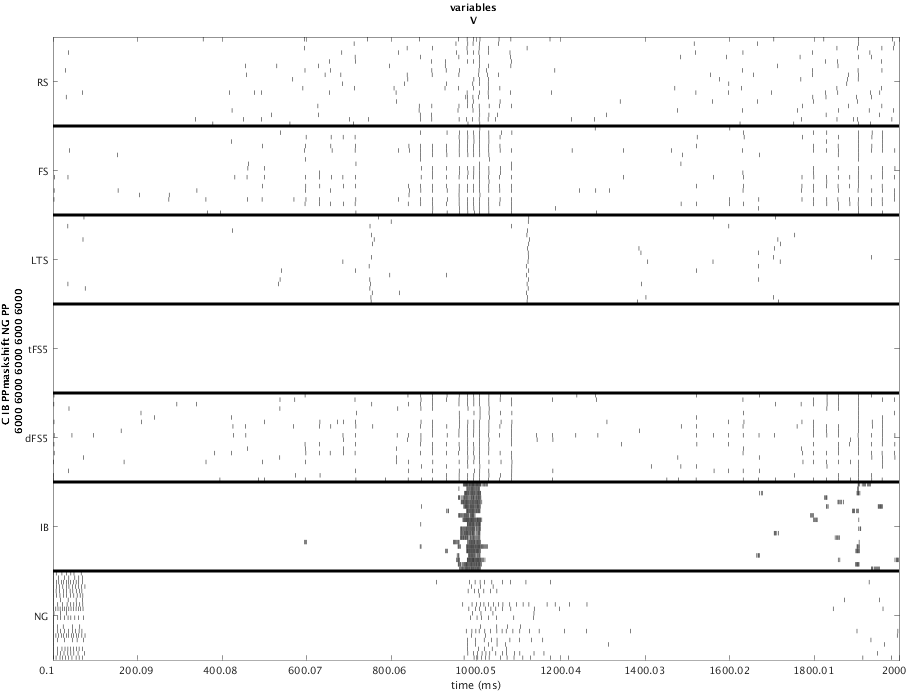 variables
V
RS
FS
LTS
tFS5
dFS5
IB
NG
C IB PPmaskshift NG PP
6000 6000 6000 6000 6000
0.1 200.09 400.08 600.07 800.06 1000.05 1200.04 1400.03 1600.02 1800.01 2000
time (ms)